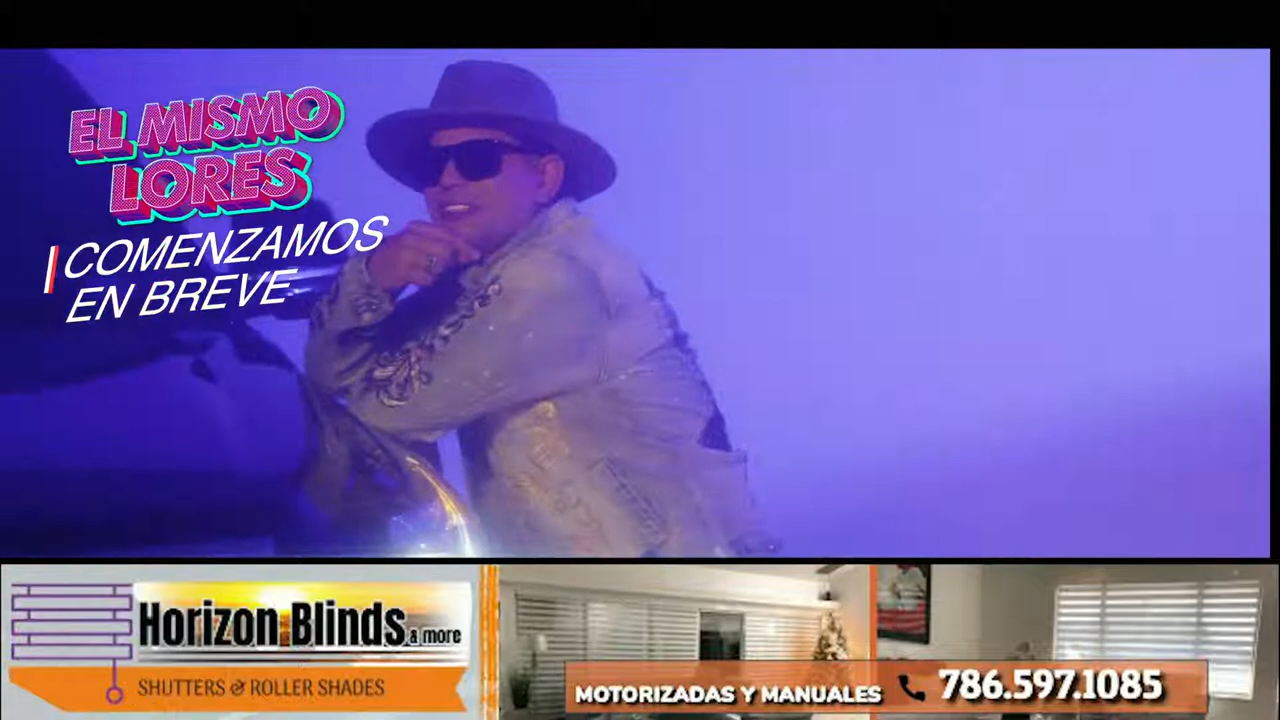 EL MISMO
LORES
COMENZAMOS
EN BREVE
Horizon Blinds & more
SHUTTERS & ROLLER SHADES
MOTORIZADAS Y MANUALES 786.597.1085